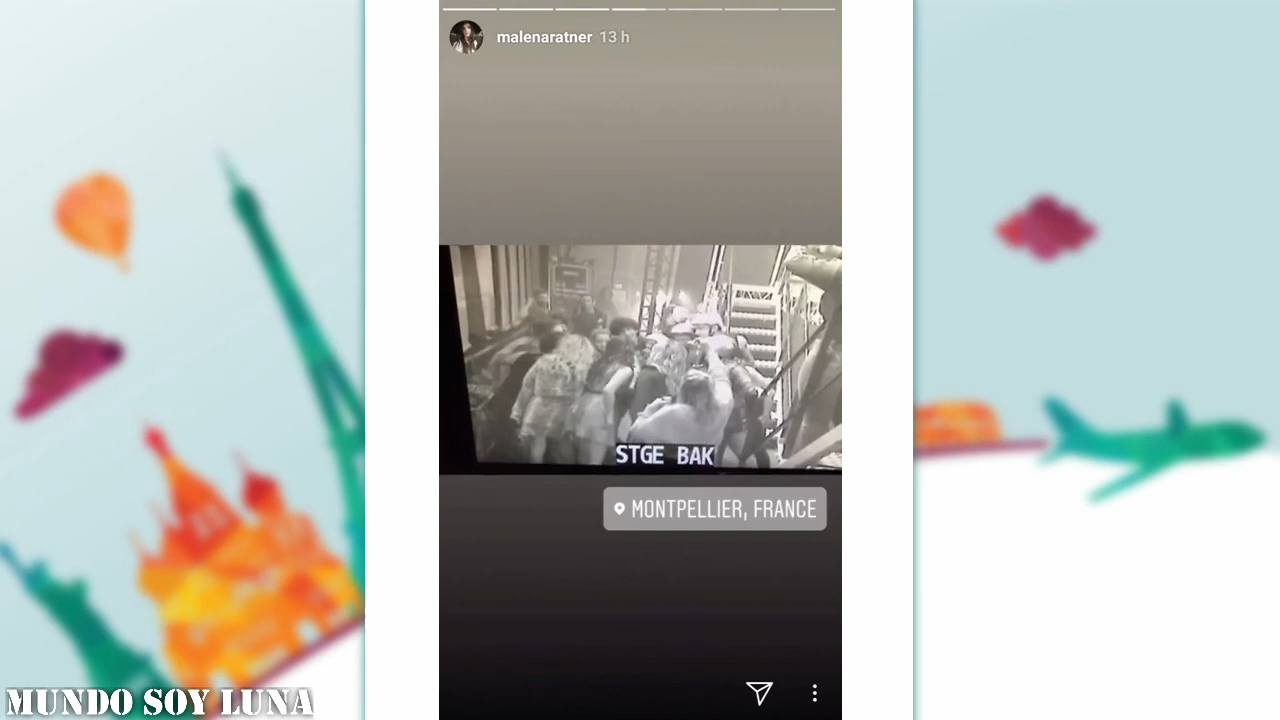 malenaratner 13 h
STGE BAK
MONTPELLIER, FRANCE
MUNDO SOY LUNA